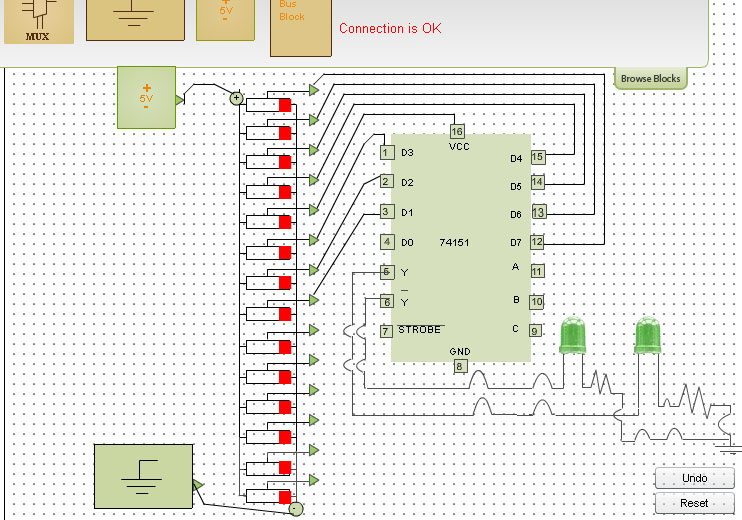 MUX
5V
Bus
Block
Connection is OK
Browse Blocks
+
5V
-
+
16
VCC
1 D3
D4 15
2 D2
D5 14
3 D1
D6 13
4 D0
74151
D7 12
5 Y
A 11
6 Y
B 10
7 STROBE
C 9
GND
8
-
Undo
Reset